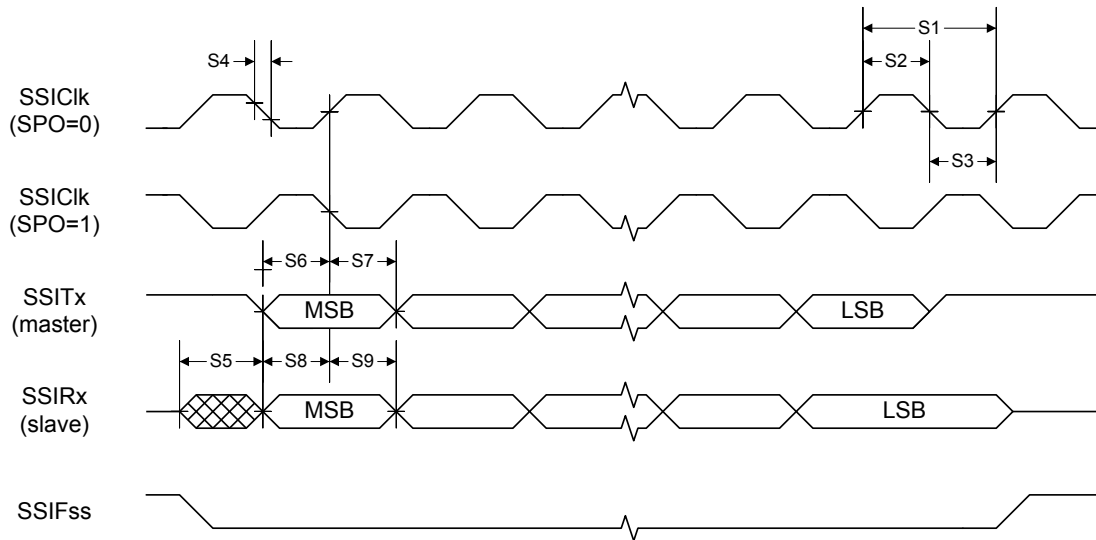 S1
S4
S2
SSIClk
(SPO=0)
S3
SSIClk
(SPO=1)
S6
S7
SSITx
(master)
MSB
LSB
S5
S8
S9
SSIRx
(slave)
MSB
LSB
SSIFss